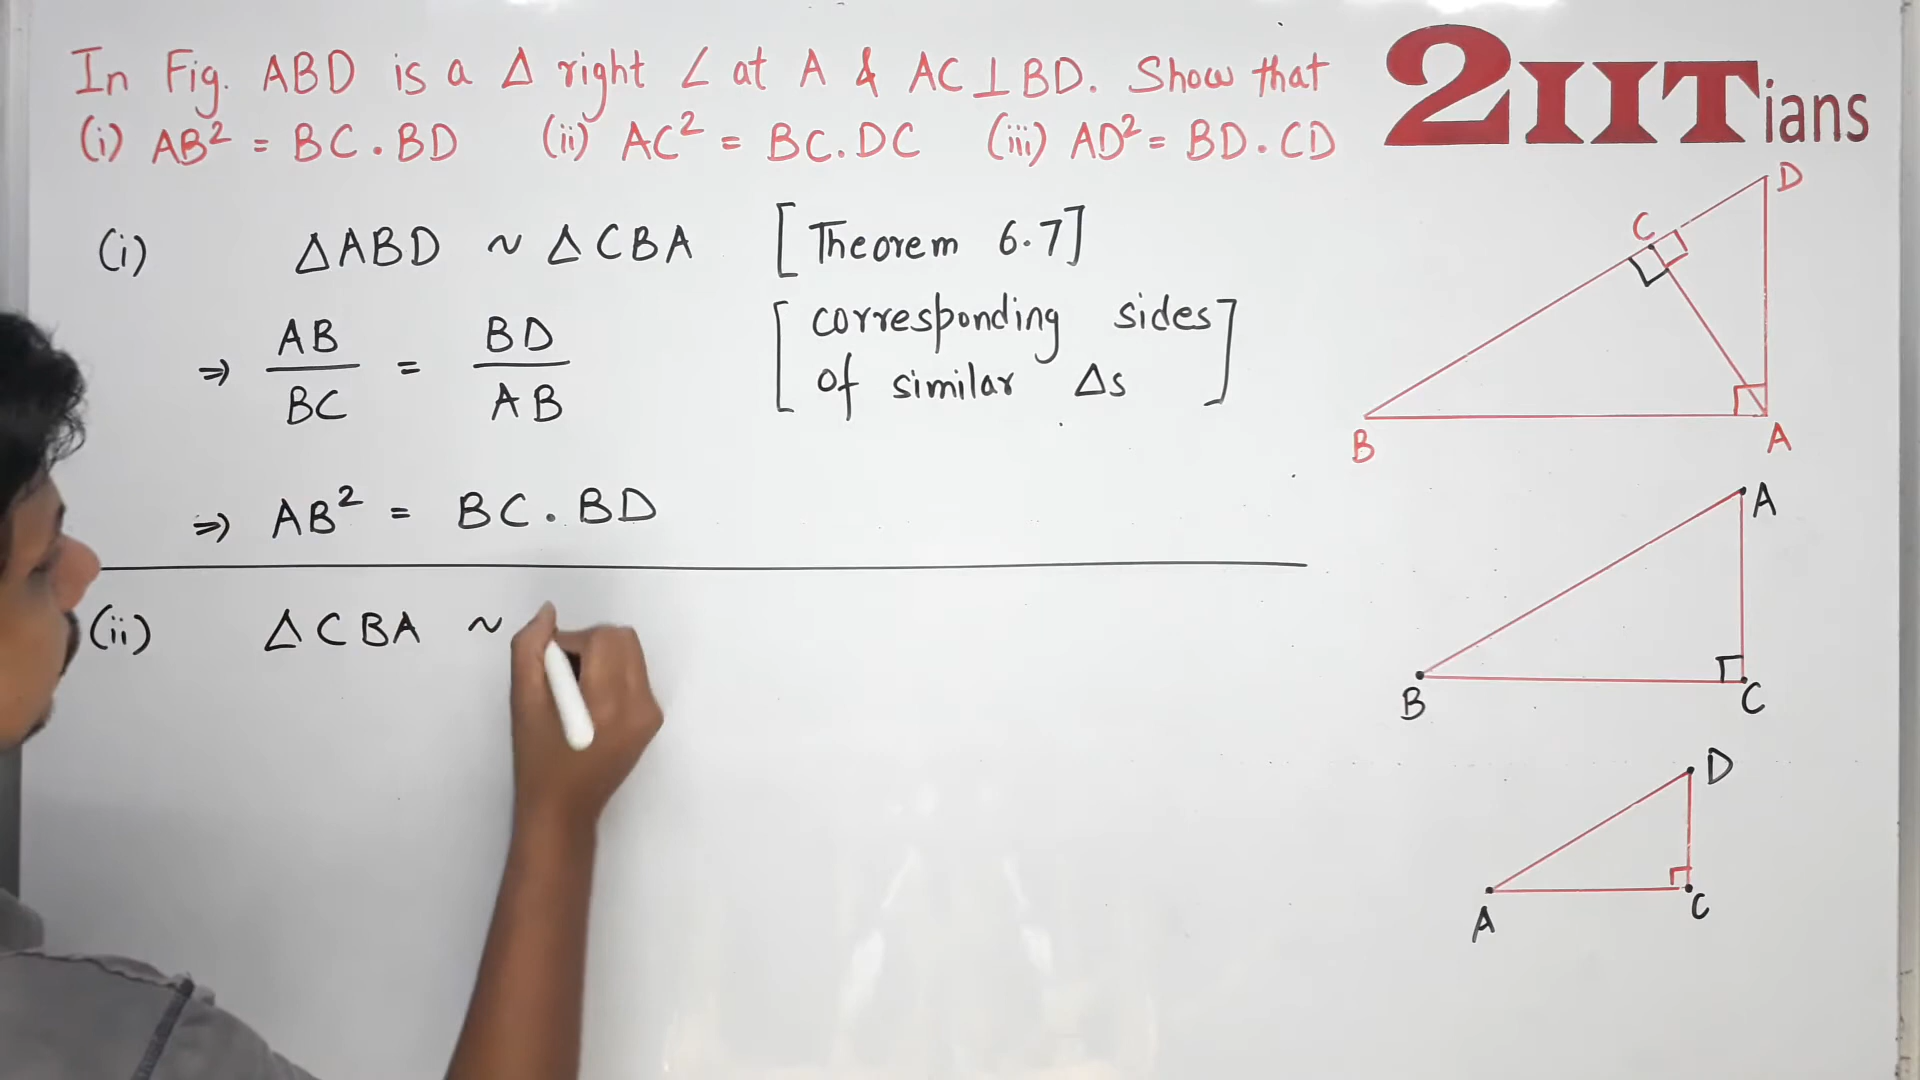 In Fig. ABD is a Δ right ∠ at A & AC⊥BD. Show that
(i) AB² = BC.BD (ii) AC² = BC.DC (iii) AD² = BD.CD
2IITians
(i) ΔABD ~ ΔCBA [Theorem 6.7]
⇒ AB/BC = BD/AB [corresponding sides
of similar Δs]
⇒ AB² = BC.BD
(ii) ΔCBA ~
D
C
B
A
A
B
C
D
A
C